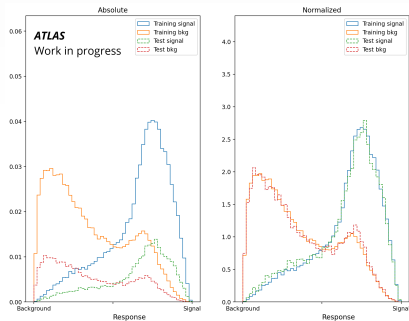 Absolute
ATLAS
Work in progress
Training signal
Training bkg
Test signal
Test bkg
0.06
0.05
0.04
0.03
0.02
0.01
0.00
Background
Signal
Response
Normalized
Training signal
Training bkg
Test signal
Test bkg
4.0
3.5
3.0
2.5
2.0
1.5
1.0
0.5
0.0
Background
Signa
Response